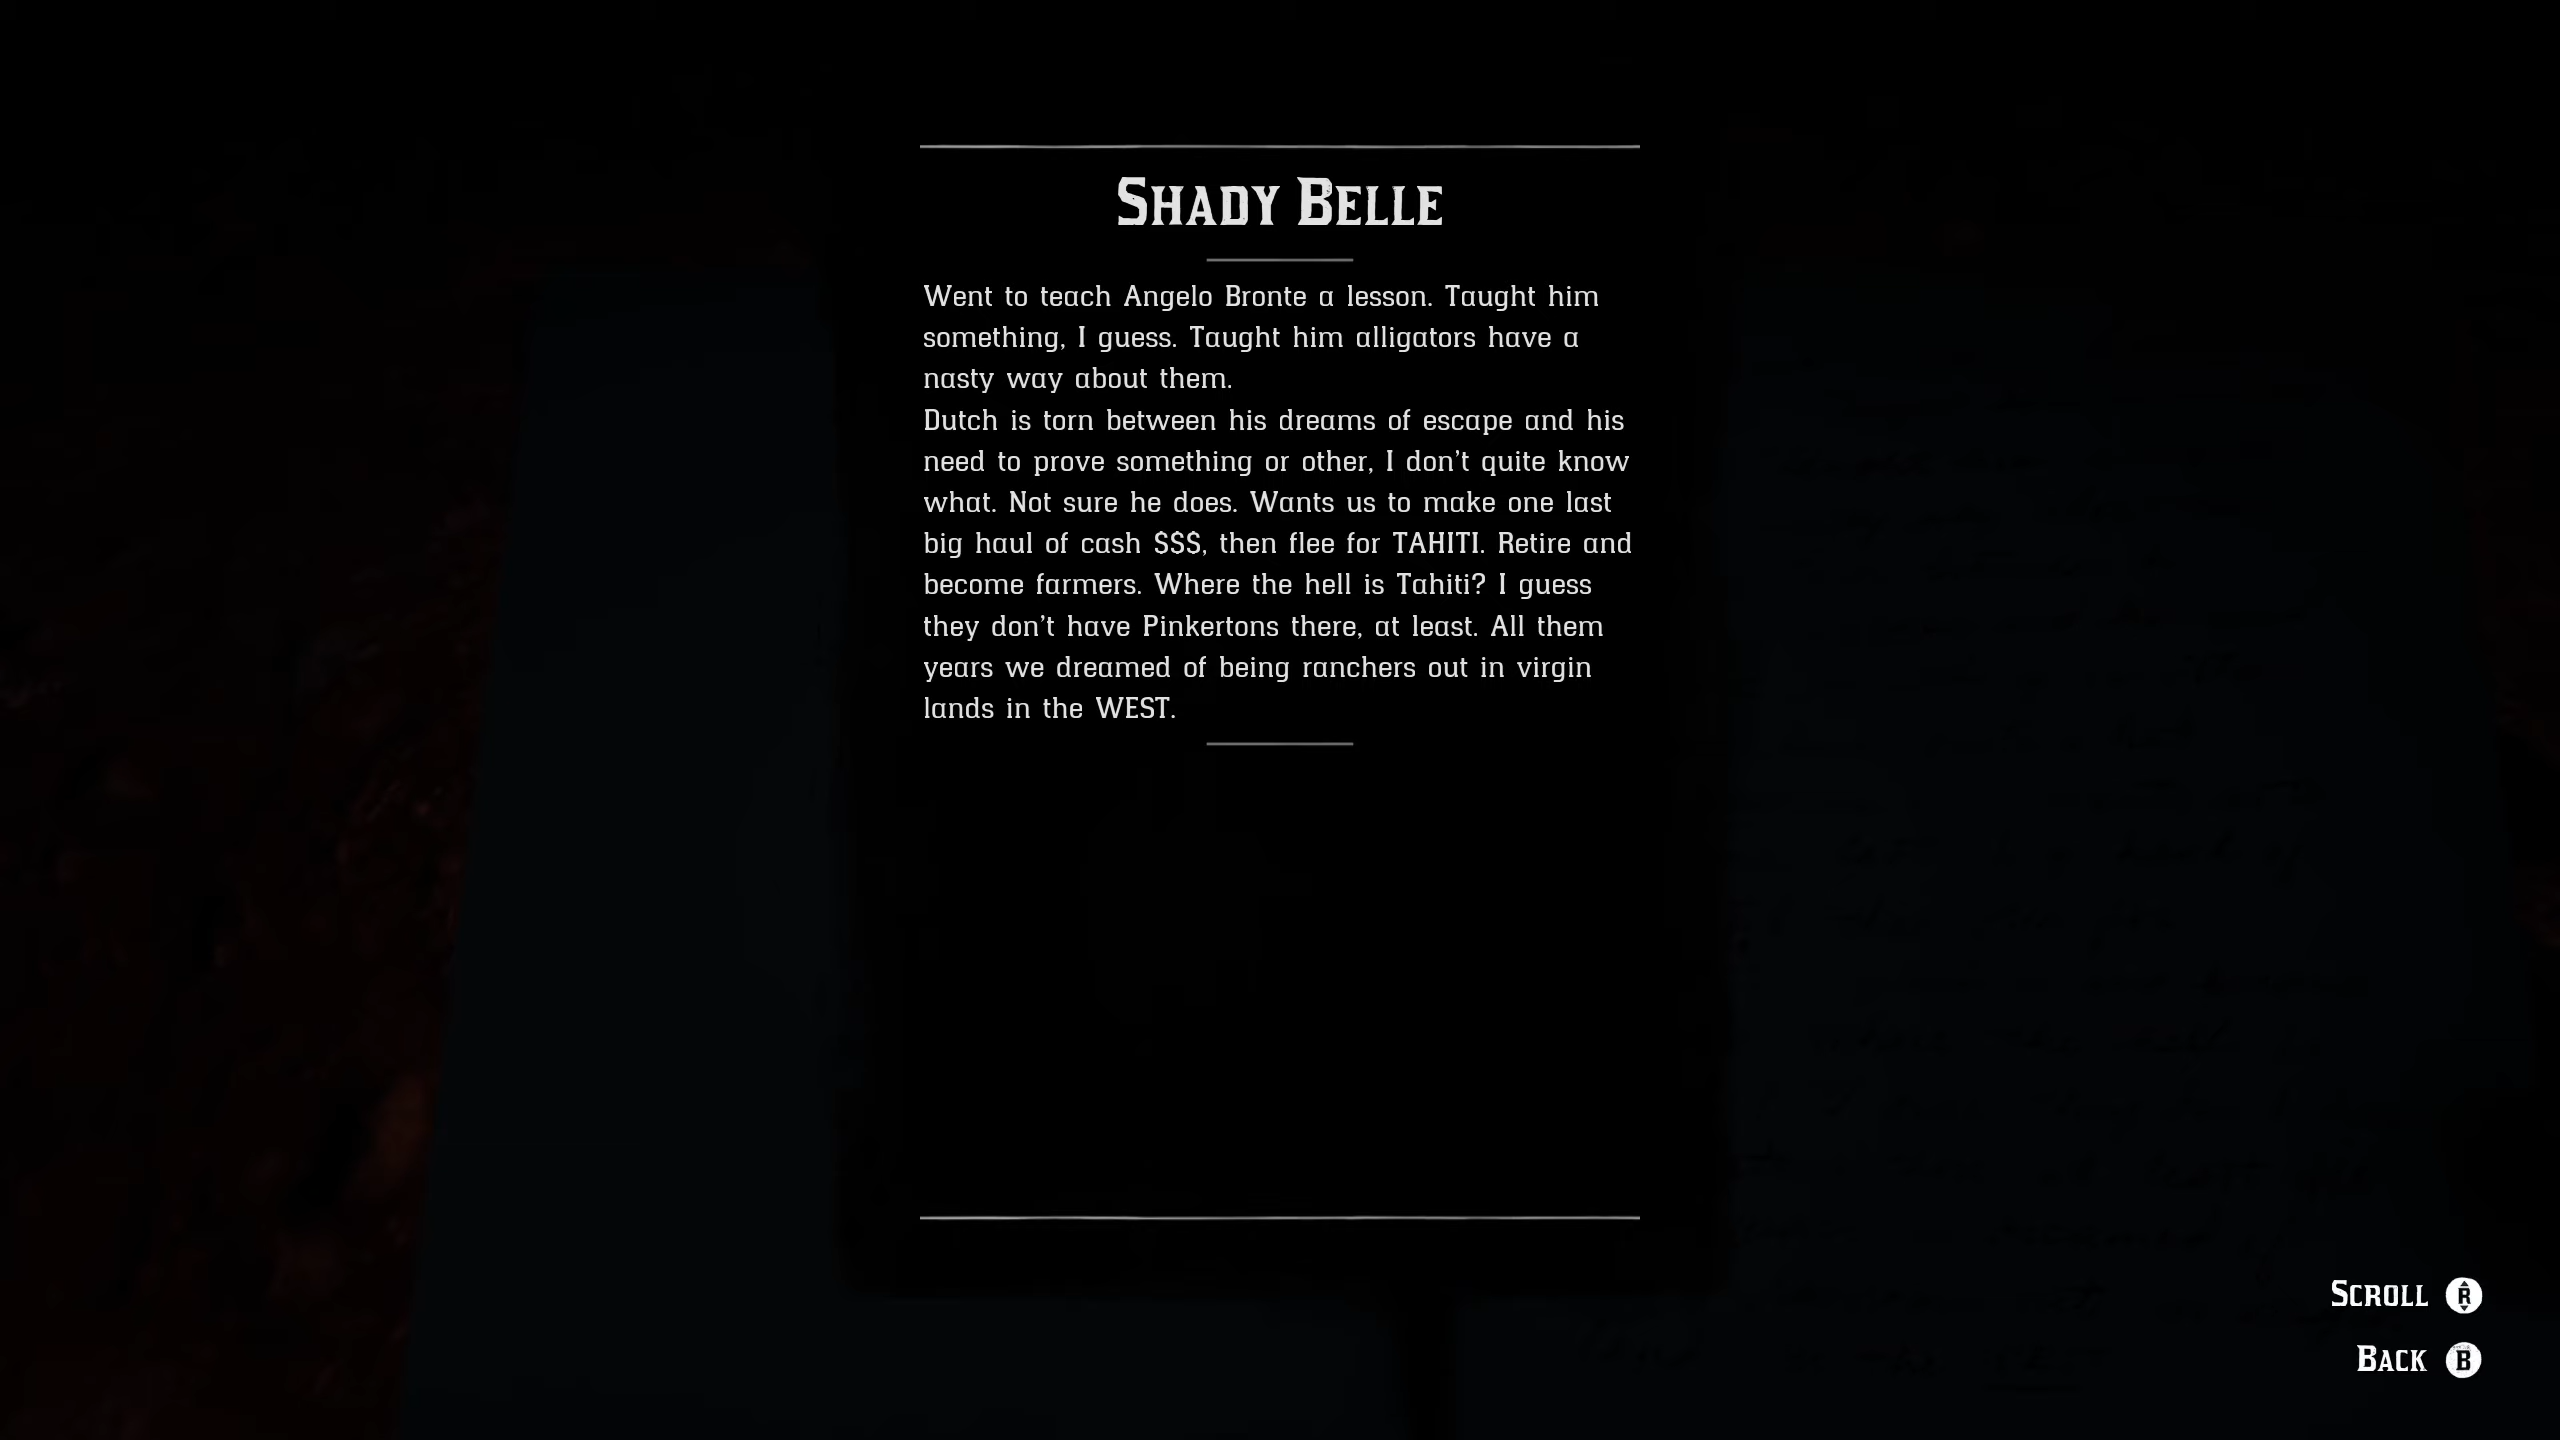 Shady Belle
Went to teach Angelo Bronte a lesson. Taught him
something, I guess. Taught him alligators have a
nasty way about them.
Dutch is torn between his dreams of escape and his
need to prove something or other, I don't quite know
what. Not sure he does. Wants us to make one last
big haul of cash $$$, then flee for TAHITI. Retire and
become farmers. Where the hell is Tahiti? I guess
they don't have Pinkertons there, at least. All them
years we dreamed of being ranchers out in virgin
lands in the WEST.
Scroll R
Back B